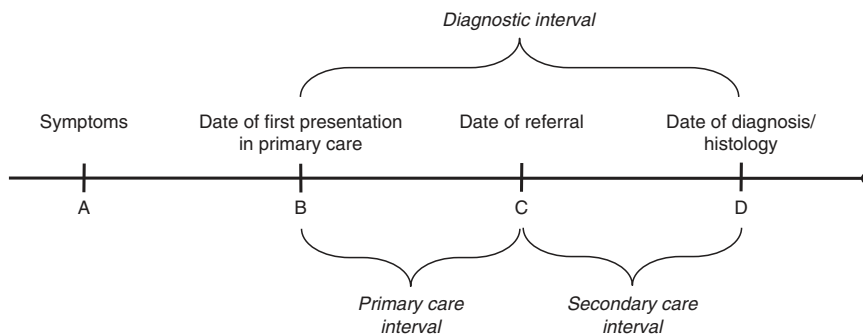 Diagnostic interval
Symptoms
Date of first presentation
in primary care
Date of referral
Date of diagnosis/
histology
A
B
C
D
Primary care
interval
Secondary care
interval